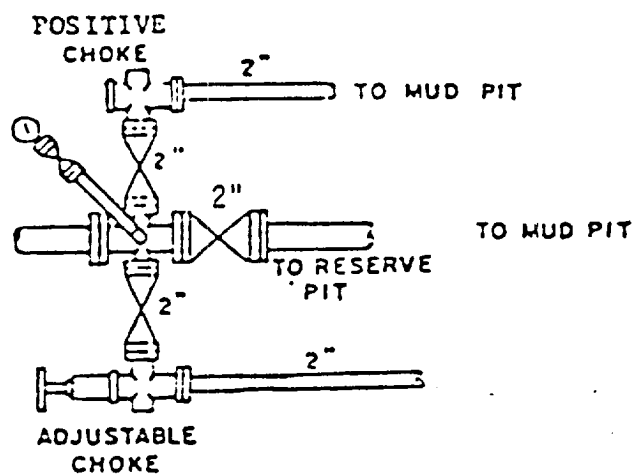 POSITIVE
CHOKE
2"
TO MUD PIT
2"
2"
TO MUD PIT
TO RESERVE
PIT
2"
2"
ADJUSTABLE
CHOKE